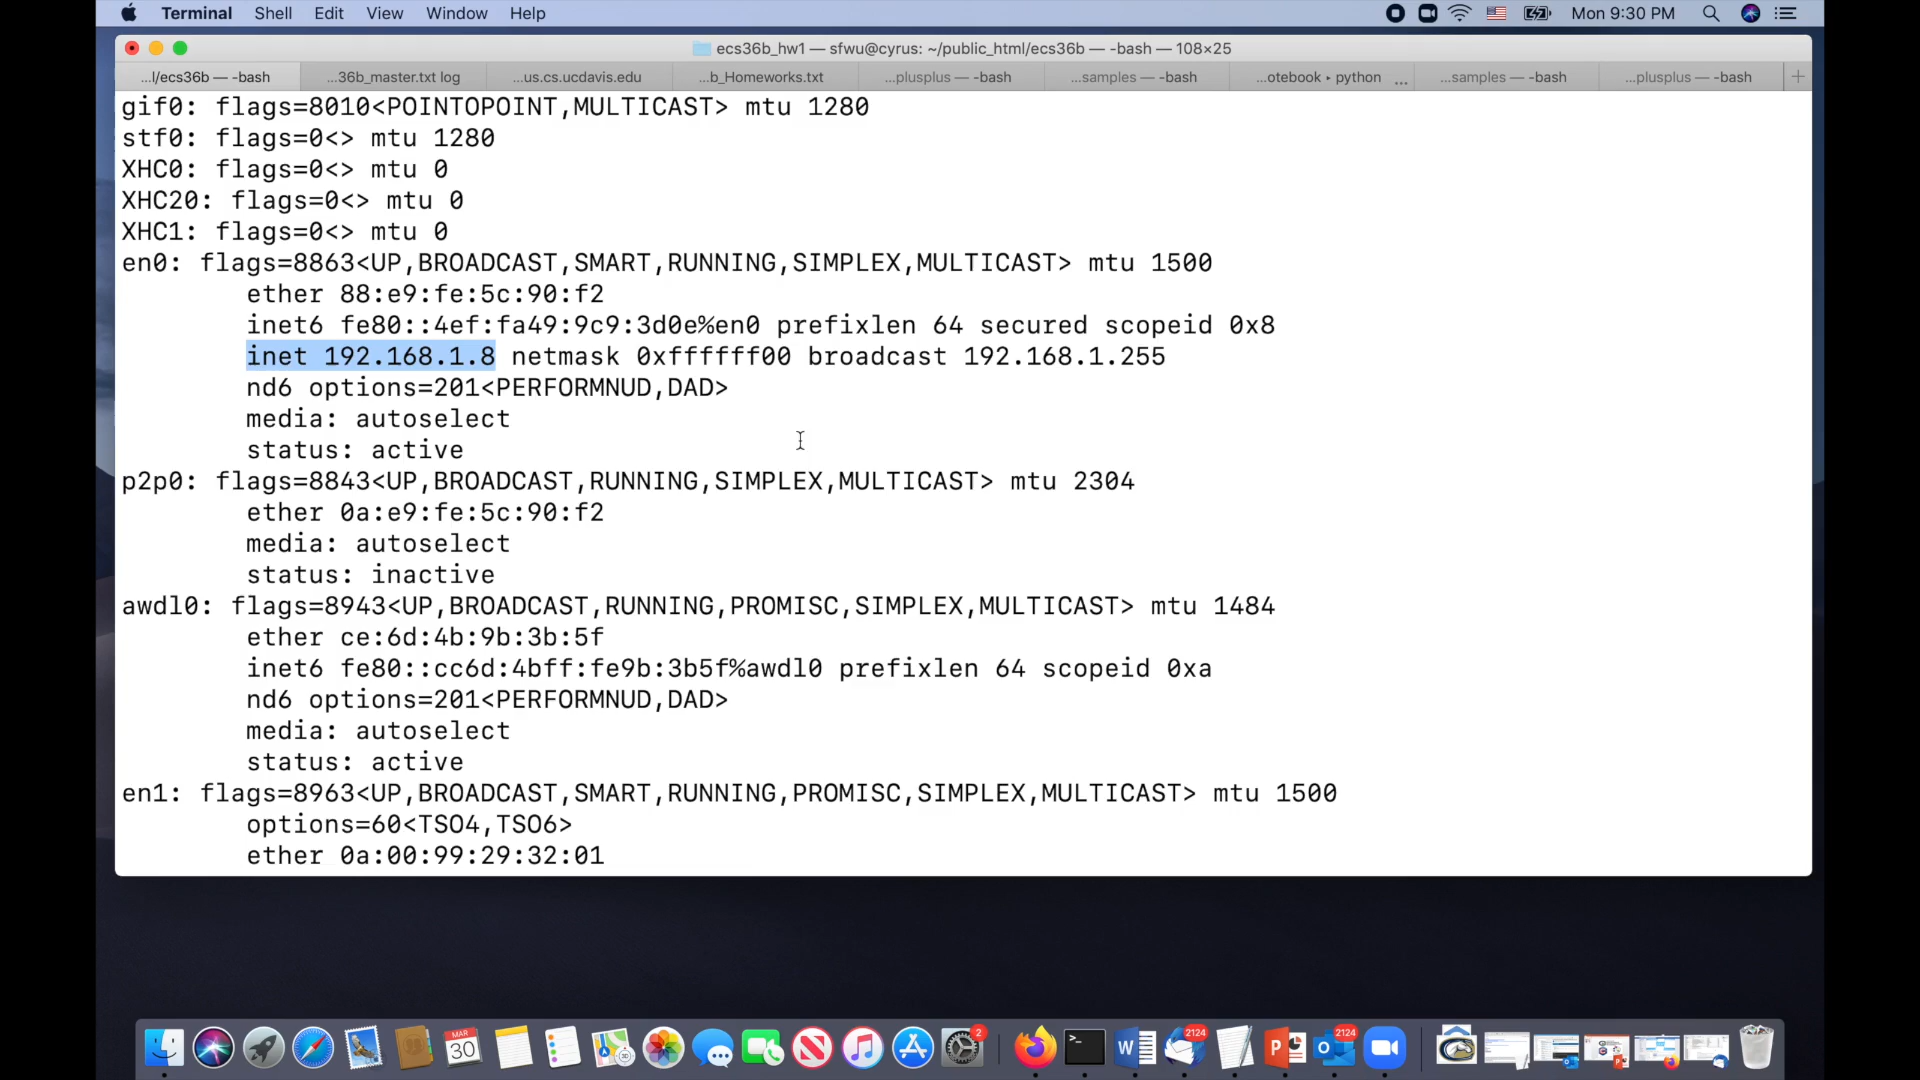 Terminal Shell Edit View Window Help Mon 9:30 PM
ecs36b_hw1 — sfwu@cyrus: ~/public_html/ecs36b — -bash — 108×25
...l/ecs36b — -bash ...36b_master.txt log ...us.cs.ucdavis.edu ...b_Homeworks.txt ...plusplus — -bash ...samples — -bash ...otebook ▸ python ... ...samples — -bash ...plusplus — -bash +
gif0: flags=8010<POINTOPOINT,MULTICAST> mtu 1280
stf0: flags=0<> mtu 1280
XHC0: flags=0<> mtu 0
XHC20: flags=0<> mtu 0
XHC1: flags=0<> mtu 0
en0: flags=8863<UP,BROADCAST,SMART,RUNNING,SIMPLEX,MULTICAST> mtu 1500
ether 88:e9:fe:5c:90:f2
inet6 fe80::4ef:fa49:9c9:3d0e%en0 prefixlen 64 secured scopeid 0x8
inet 192.168.1.8 netmask 0xffffff00 broadcast 192.168.1.255
nd6 options=201<PERFORMNUD,DAD>
media: autoselect
status: active
p2p0: flags=8843<UP,BROADCAST,RUNNING,SIMPLEX,MULTICAST> mtu 2304
ether 0a:e9:fe:5c:90:f2
media: autoselect
status: inactive
awdl0: flags=8943<UP,BROADCAST,RUNNING,PROMISC,SIMPLEX,MULTICAST> mtu 1484
ether ce:6d:4b:9b:3b:5f
inet6 fe80::cc6d:4bff:fe9b:3b5f%awdl0 prefixlen 64 scopeid 0xa
nd6 options=201<PERFORMNUD,DAD>
media: autoselect
status: active
en1: flags=8963<UP,BROADCAST,SMART,RUNNING,PROMISC,SIMPLEX,MULTICAST> mtu 1500
options=60<TSO4,TSO6>
ether 0a:00:99:29:32:01
MAR 30 3D 2 >_ W 2124 P O 2124